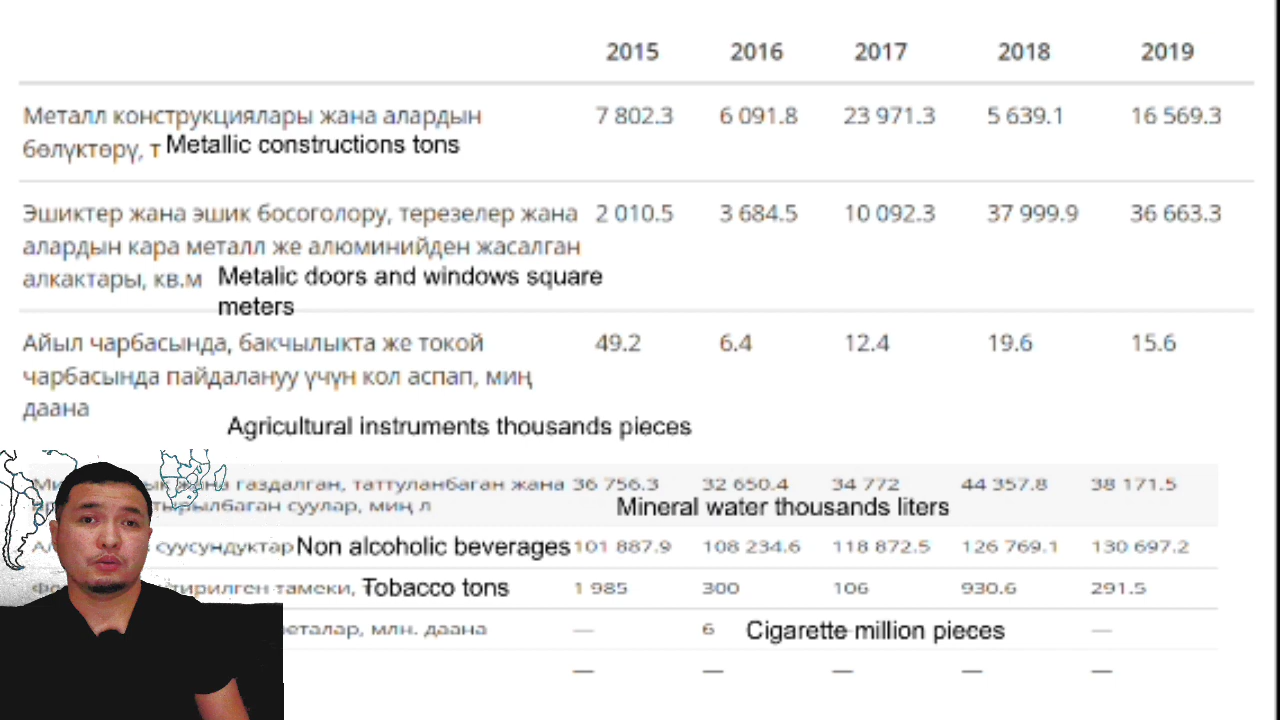 2015 2016 2017 2018 2019
Металл конструкциялары жана алардын 7 802.3 6 091.8 23 971.3 5 639.1 16 569.3
бөлүктөрү, т Metallic constructions tons
Эшиктер жана эшик босоголору, терезелер жана 2 010.5 3 684.5 10 092.3 37 999.9 36 663.3
алардын кара металл же алюминийден жасалган
алкактары, кв.м Metalic doors and windows square
meters
Айыл чарбасында, бакчылыкта же токой 49.2 6.4 12.4 19.6 15.6
чарбасында пайдалануу үчүн кол аспап, миң
даана
Agricultural instruments thousands pieces
жана газдалган, таттуланбаган жана 36 756.3 32 650.4 34 772 44 357.8 38 171.5
суулар, миң л Mineral water thousands liters
суусундуктар Non alcoholic beverages 101 887.9 108 234.6 118 872.5 126 769.1 130 697.2
тамеки, Tobacco tons 1 985 300 106 930.6 291.5
млн. даана — 6 Cigarette million pieces —
— — — — —